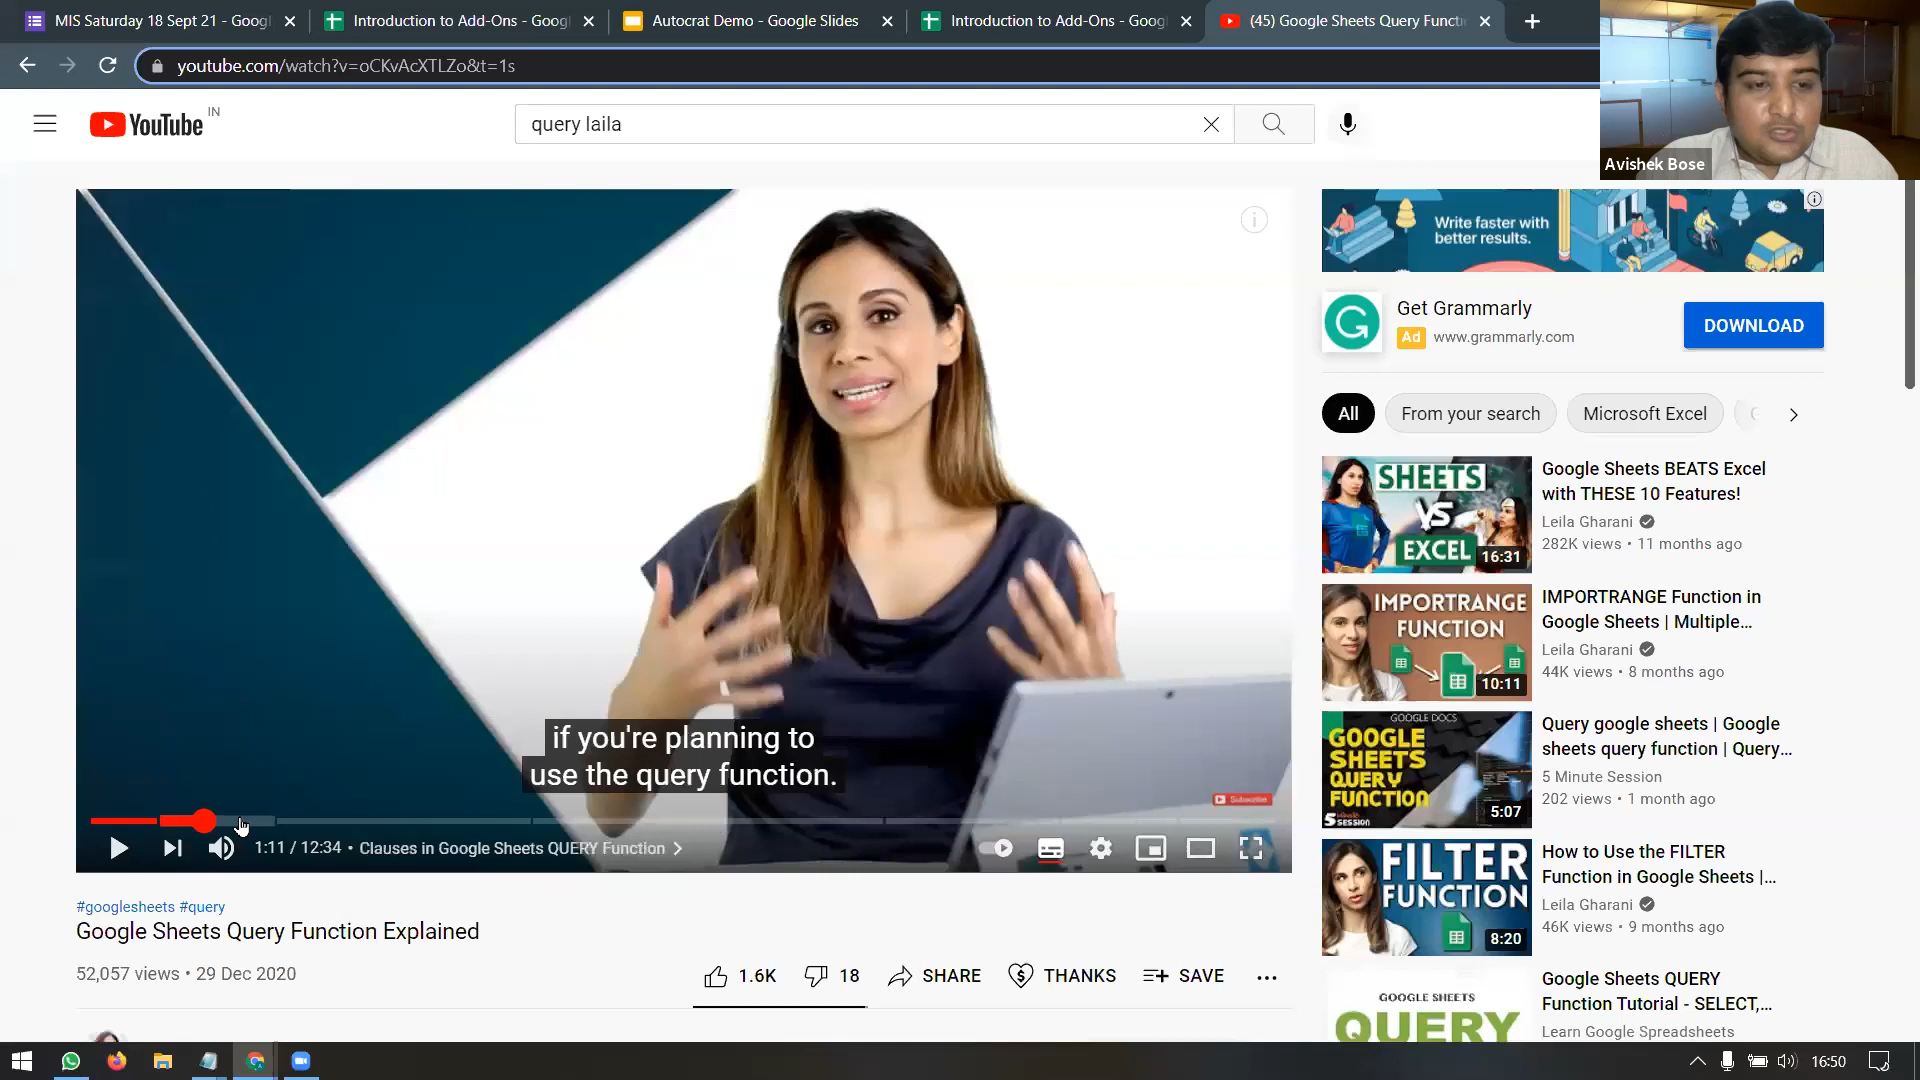 MIS Saturday 18 Sept 21 - Googl
Introduction to Add-Ons - Googl
Autocrat Demo - Google Slides
Introduction to Add-Ons - Googl
(45) Google Sheets Query Functi
youtube.com/watch?v=oCKvAcXTLZo&t=1s
Avishek Bose
YouTube IN
query laila
Write faster with
better results.
Get Grammarly
Ad www.grammarly.com
DOWNLOAD
All
From your search
Microsoft Excel
if you're planning to
use the query function.
Subscribe
1:11 / 12:34 • Clauses in Google Sheets QUERY Function
#googlesheets #query
Google Sheets Query Function Explained
52,057 views • 29 Dec 2020
1.6K
18
SHARE
THANKS
SAVE
SHEETS
VS
EXCEL
16:31
Google Sheets BEATS Excel
with THESE 10 Features!
Leila Gharani
282K views • 11 months ago
IMPORTRANGE
FUNCTION
10:11
IMPORTRANGE Function in
Google Sheets | Multiple...
Leila Gharani
44K views • 8 months ago
GOOGLE DOCS
GOOGLE
SHEETS
QUERY
FUNCTION
5 MINUTE
SESSION
5:07
Query google sheets | Google
sheets query function | Query...
5 Minute Session
202 views • 1 month ago
FILTER
FUNCTION
8:20
How to Use the FILTER
Function in Google Sheets |...
Leila Gharani
46K views • 9 months ago
GOOGLE SHEETS
QUERY
Google Sheets QUERY
Function Tutorial - SELECT,...
Learn Google Spreadsheets
16:50